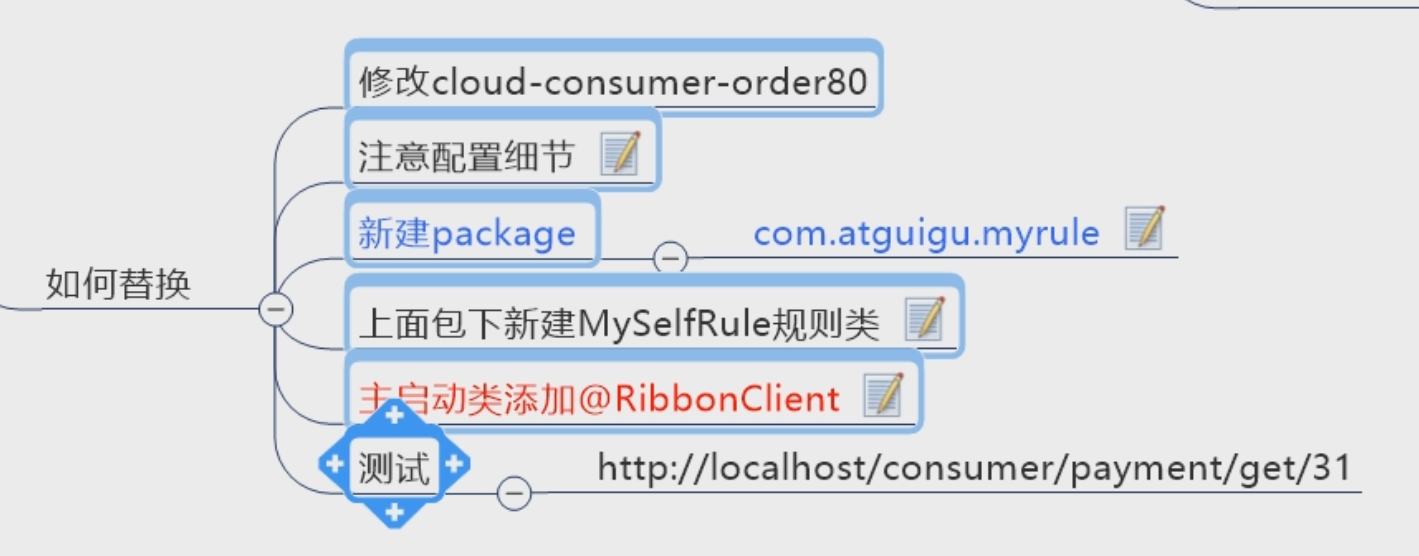 修改cloud-consumer-order80
注意配置细节
新建package
com.atguigu.myrule
如何替换
上面包下新建MySelfRule规则类
主启动类添加@RibbonClient
测试
http://localhost/consumer/payment/get/31